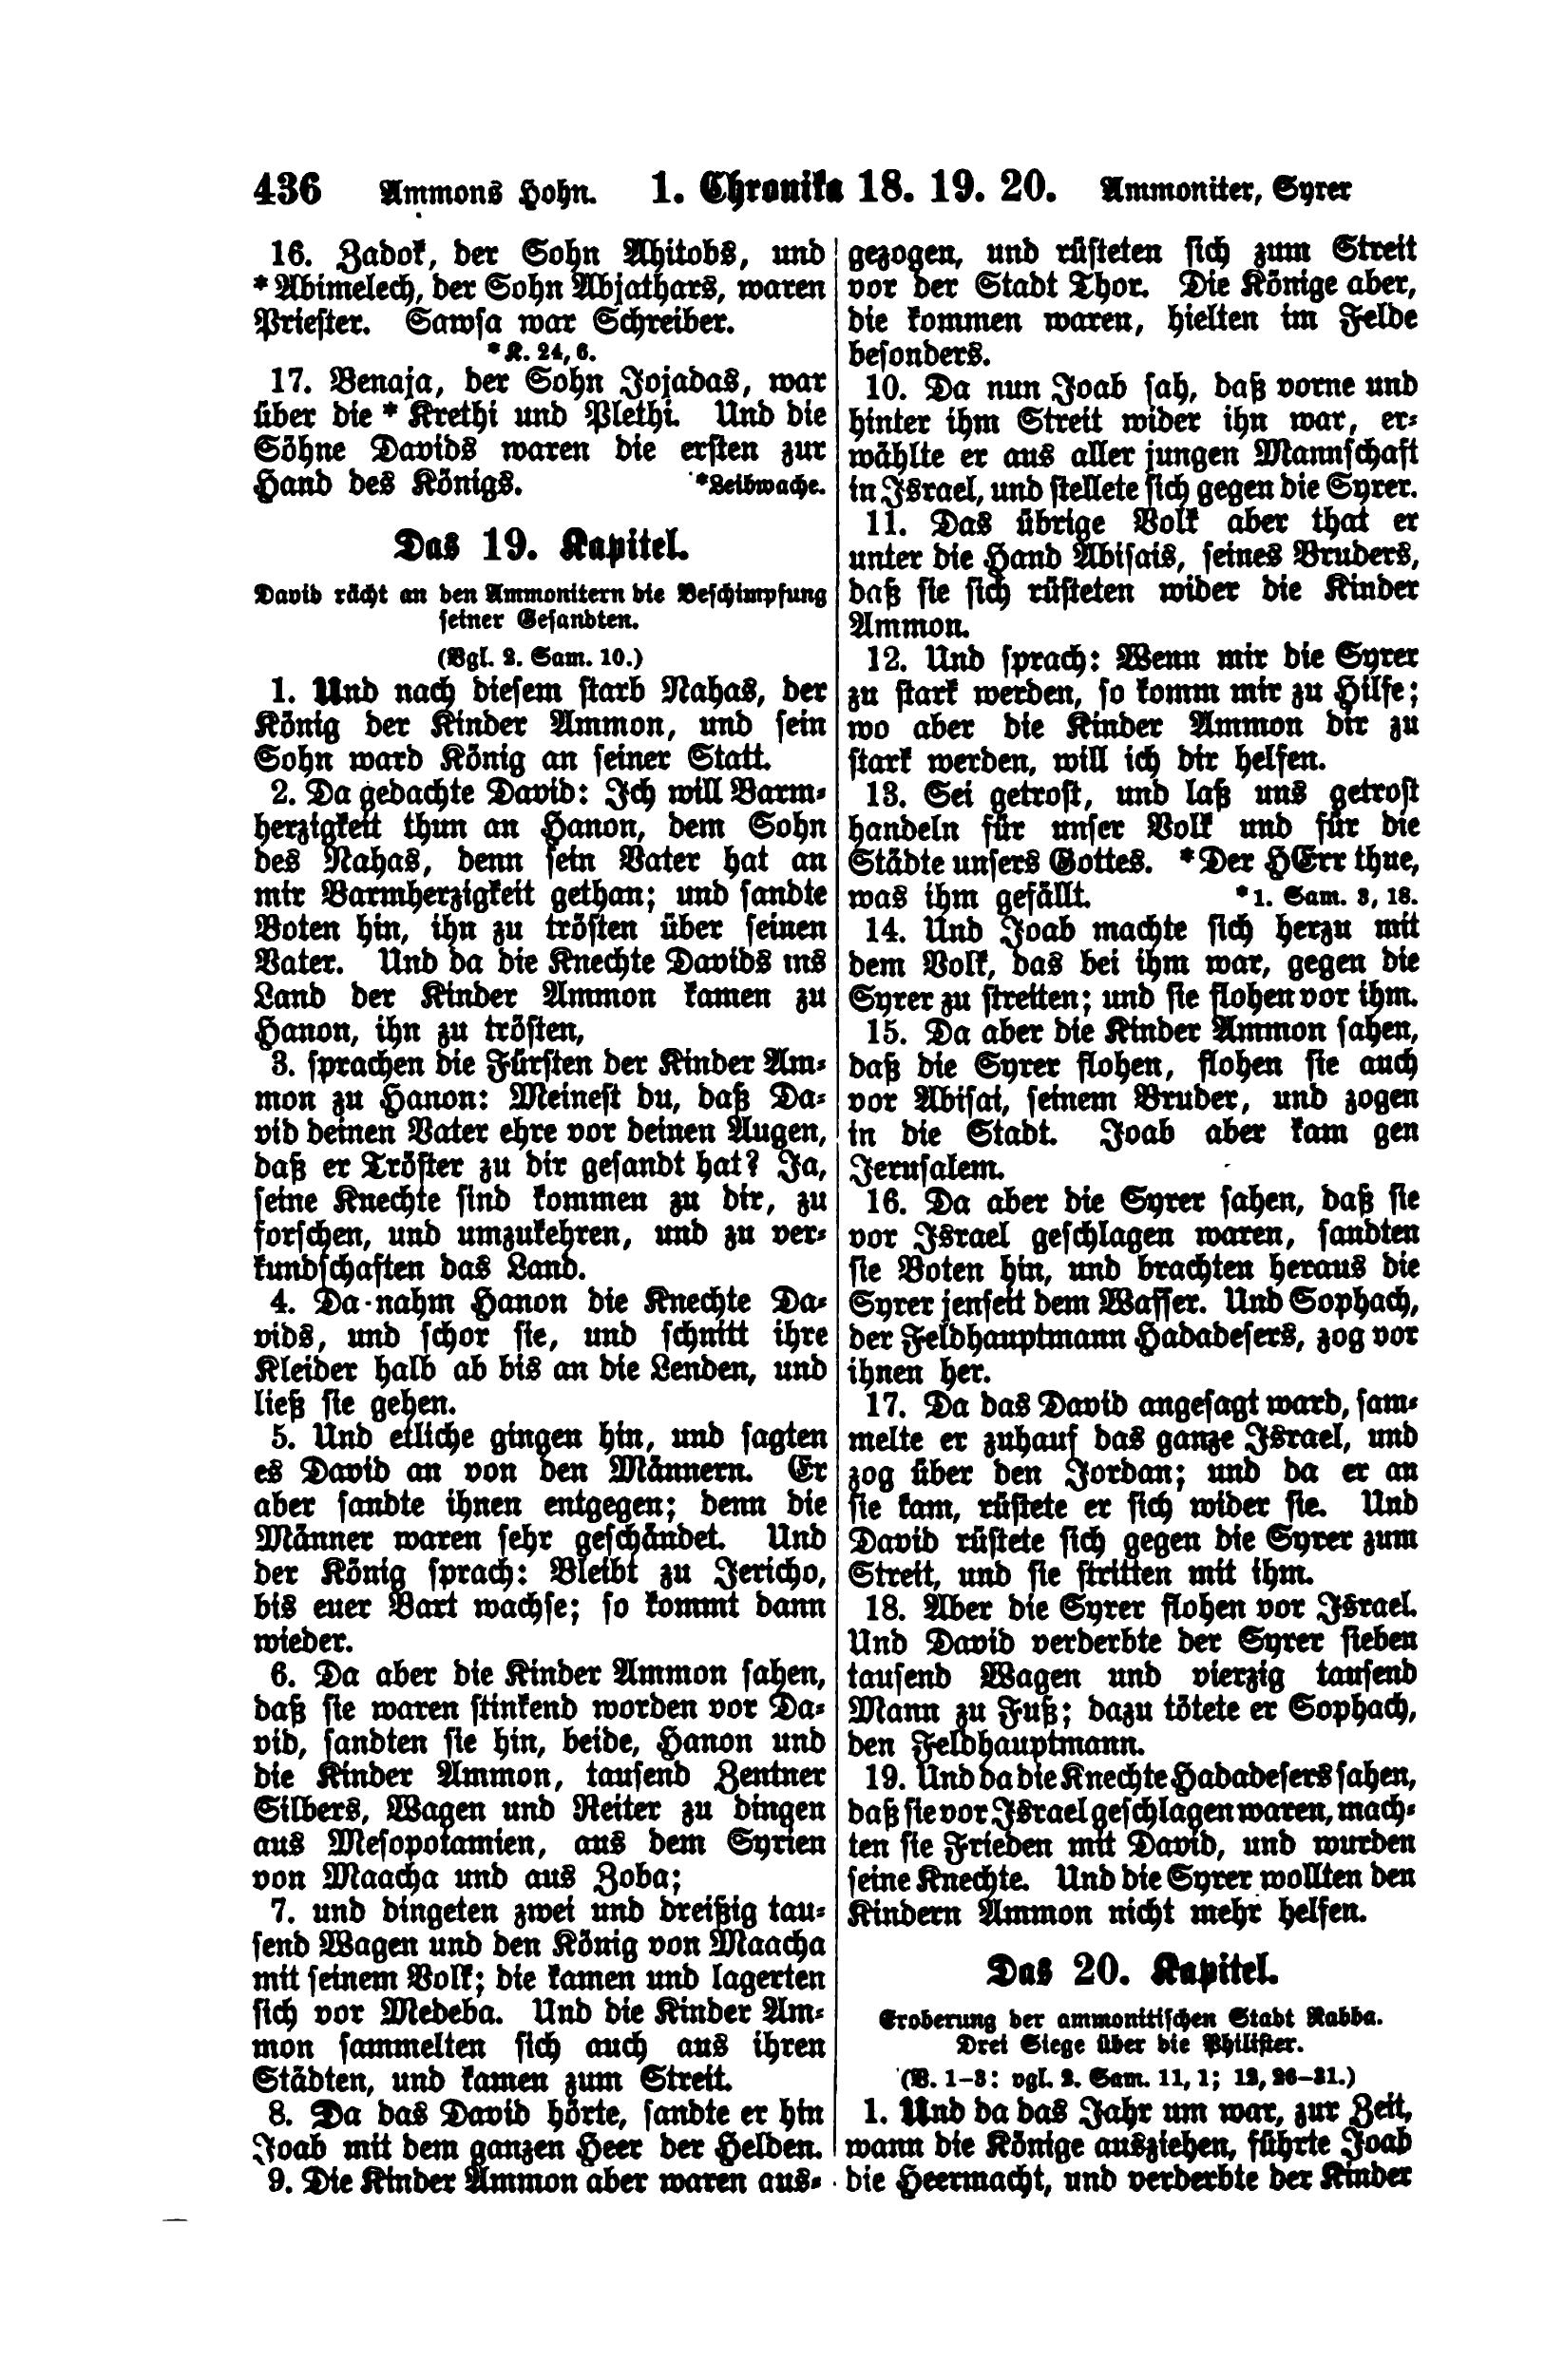 436 Ammons Hohn. 1. Chronika 18. 19. 20. Ammoniter, Syrer
16. Zadok, der Sohn Ahitobs, und
*Abimelech, der Sohn Abjathars, waren
Priester. Sawsa war Schreiber.
*K. 24, 6.
17. Benaja, der Sohn Jojadas, war
über die * Krethi und Plethi. Und die
Söhne Davids waren die ersten zur
Hand des Königs. *Leibwache.
Das 19. Kapitel.
David rächt an den Ammonitern die Beschimpfung
seiner Gesandten.
(Vgl. 2. Sam. 10.)
1. Und nach diesem starb Nahas, der
König der Kinder Ammon, und sein
Sohn ward König an seiner Statt.
2. Da gedachte David: Ich will Barm-
herzigkeit thun an Hanon, dem Sohn
des Nahas, denn sein Vater hat an
mir Barmherzigkeit gethan; und sandte
Boten hin, ihn zu trösten über seinen
Vater. Und da die Knechte Davids ins
Land der Kinder Ammon kamen zu
Hanon, ihn zu trösten,
3. sprachen die Fürsten der Kinder Am-
mon zu Hanon: Meinest du, daß Da-
vid deinen Vater ehre vor deinen Augen,
daß er Tröster zu dir gesandt hat? Ja,
seine Knechte sind kommen zu dir, zu
forschen, und umzukehren, und zu ver-
kundschaften das Land.
4. Da nahm Hanon die Knechte Da-
vids, und schor sie, und schnitt ihre
Kleider halb ab bis an die Lenden, und
ließ sie gehen.
5. Und etliche gingen hin, und sagten
es David an von den Männern. Er
aber sandte ihnen entgegen; denn die
Männer waren sehr geschändet. Und
der König sprach: Bleibt zu Jericho,
bis euer Bart wachse; so kommt dann
wieder.
6. Da aber die Kinder Ammon sahen,
daß sie waren stinkend worden vor Da-
vid, sandten sie hin, beide, Hanon und
die Kinder Ammon, tausend Zentner
Silbers, Wagen und Reiter zu dingen
aus Mesopotamien, aus dem Syrien
von Maacha und aus Zoba;
7. und dingeten zwei und dreißig tau-
send Wagen und den König von Maacha
mit seinem Volk; die kamen und lagerten
sich vor Medeba. Und die Kinder Am-
mon sammelten sich auch aus ihren
Städten, und kamen zum Streit.
8. Da das David hörte, sandte er hin
Joab mit dem ganzen Heer der Helden.
9. Die Kinder Ammon aber waren aus-
gezogen, und rüsteten sich zum Streit
vor der Stadt Thor. Die Könige aber,
die kommen waren, hielten im Felde
besonders.
10. Da nun Joab sah, daß vorne und
hinter ihm Streit wider ihn war, er-
wählte er aus aller jungen Mannschaft
in Israel, und stellete sich gegen die Syrer.
11. Das übrige Volk aber that er
unter die Hand Abisais, seines Bruders,
daß sie sich rüsteten wider die Kinder
Ammon.
12. Und sprach: Wenn mir die Syrer
zu stark werden, so komm mir zu Hilfe;
wo aber die Kinder Ammon dir zu
stark werden, will ich dir helfen.
13. Sei getrost, und laß uns getrost
handeln für unser Volk und für die
Städte unsers Gottes. *Der HErr thue,
was ihm gefällt. *1. Sam. 3, 18.
14. Und Joab machte sich herzu mit
dem Volk, das bei ihm war, gegen die
Syrer zu streiten; und sie flohen vor ihm.
15. Da aber die Kinder Ammon sahen,
daß die Syrer flohen, flohen sie auch
vor Abisai, seinem Bruder, und zogen
in die Stadt. Joab aber kam gen
Jerusalem.
16. Da aber die Syrer sahen, daß sie
vor Israel geschlagen waren, sandten
sie Boten hin, und brachten heraus die
Syrer jenseit dem Wasser. Und Sophach,
der Feldhauptmann Hadadesers, zog vor
ihnen her.
17. Da das David angesagt ward, sam-
melte er zuhauf das ganze Israel, und
zog über den Jordan; und da er an
sie kam, rüstete er sich wider sie. Und
David rüstete sich gegen die Syrer zum
Streit, und sie stritten mit ihm.
18. Aber die Syrer flohen vor Israel.
Und David verderbte der Syrer sieben
tausend Wagen und vierzig tausend
Mann zu Fuß; dazu tötete er Sophach,
den Feldhauptmann.
19. Und da die Knechte Hadadesers sahen,
daß sie vor Israel geschlagen waren, mach-
ten sie Frieden mit David, und wurden
seine Knechte. Und die Syrer wollten den
Kindern Ammon nicht mehr helfen.
Das 20. Kapitel.
Eroberung der ammonitischen Stadt Rabba.
Drei Siege über die Philister.
(V. 1-3: vgl. 2. Sam. 11, 1; 12, 26-31.)
1. Und da das Jahr um war, zur Zeit,
wann die Könige ausziehen, führte Joab
die Heermacht, und verderbte der Kinder